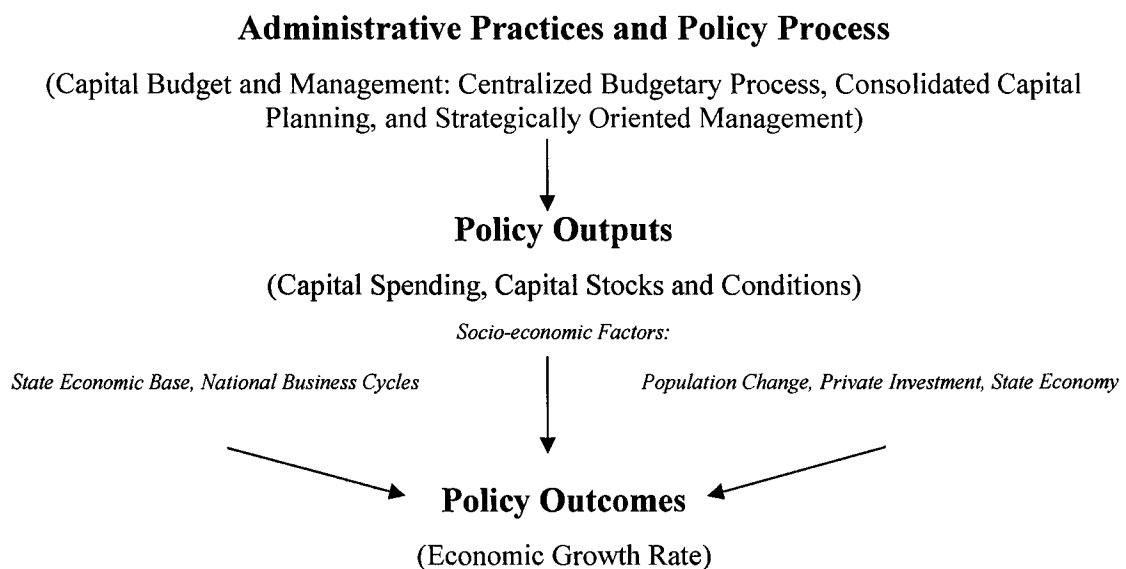 Administrative Practices and Policy Process
(Capital Budget and Management: Centralized Budgetary Process, Consolidated Capital
Planning, and Strategically Oriented Management)
Policy Outputs
(Capital Spending, Capital Stocks and Conditions)
Socio-economic Factors:
State Economic Base, National Business Cycles
Population Change, Private Investment, State Economy
Policy Outcomes
(Economic Growth Rate)